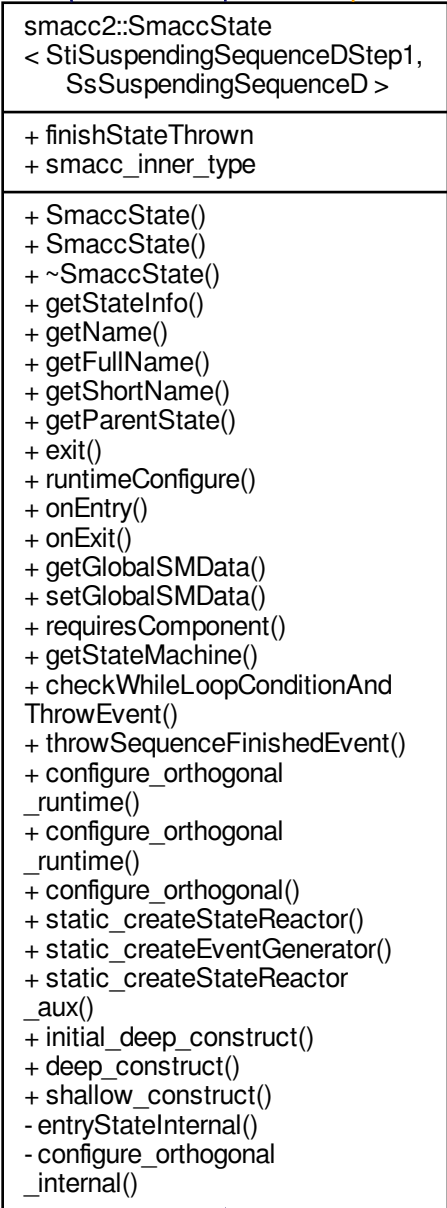 smacc2::SmaccState
< StiSuspendingSequenceDStep1,
SsSuspendingSequenceD >
+ finishStateThrown
+ smacc_inner_type
+ SmaccState()
+ SmaccState()
+ ~SmaccState()
+ getStateInfo()
+ getName()
+ getFullName()
+ getShortName()
+ getParentState()
+ exit()
+ runtimeConfigure()
+ onEntry()
+ onExit()
+ getGlobalSMData()
+ setGlobalSMData()
+ requiresComponent()
+ getStateMachine()
+ checkWhileLoopConditionAnd
ThrowEvent()
+ throwSequenceFinishedEvent()
+ configure_orthogonal
_runtime()
+ configure_orthogonal
_runtime()
+ configure_orthogonal()
+ static_createStateReactor()
+ static_createEventGenerator()
+ static_createStateReactor
_aux()
+ initial_deep_construct()
+ deep_construct()
+ shallow_construct()
- entryStateInternal()
- configure_orthogonal
_internal()